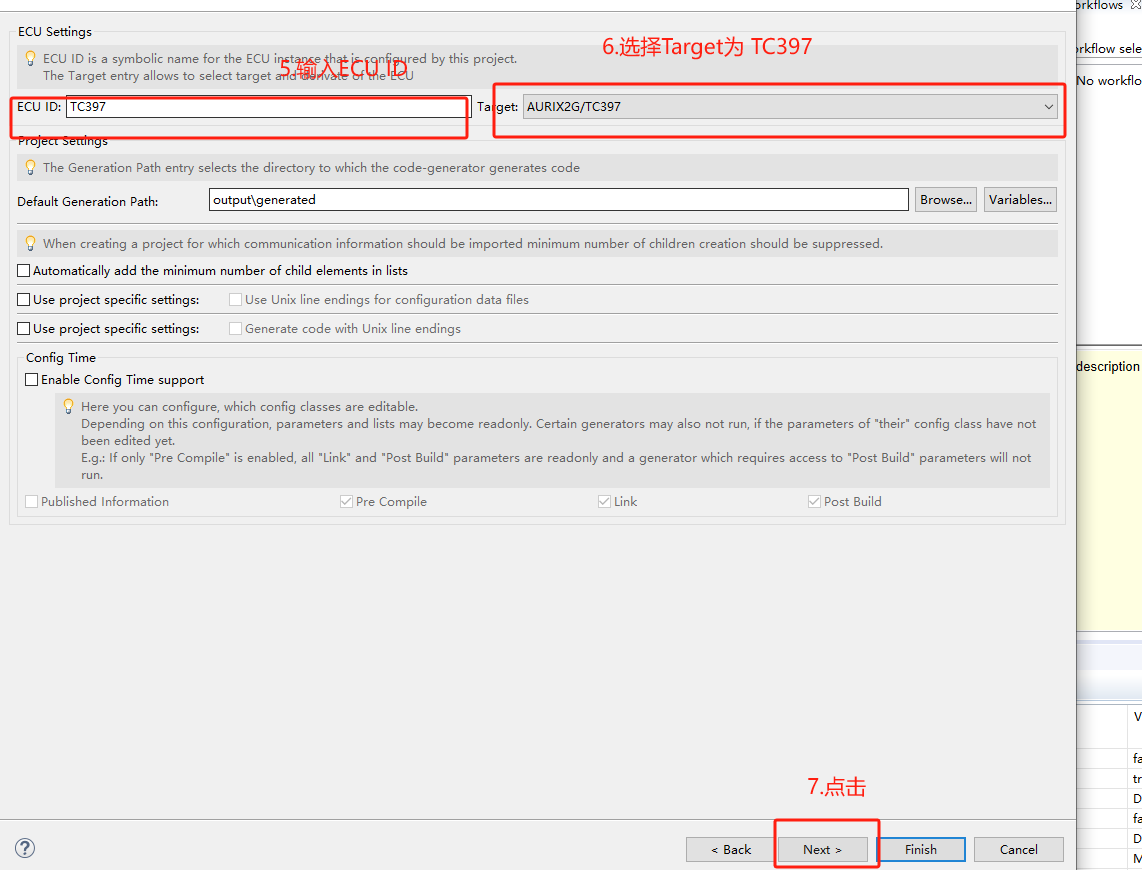 orkflows
ECU Settings
6.选择Target为 TC397
orkflow sele
ECU ID is a symbolic name for the ECU instance that is configured by this project.
5.输入ECU ID
The Target entry allows to select target and derivate of the ECU
No workflo
ECU ID: TC397 Target: AURIX2G/TC397
Project Settings
The Generation Path entry selects the directory to which the code-generator generates code
Default Generation Path: output\generated Browse... Variables...
When creating a project for which communication information should be imported minimum number of children creation should be suppressed.
Automatically add the minimum number of child elements in lists
Use project specific settings: Use Unix line endings for configuration data files
Use project specific settings: Generate code with Unix line endings
Config Time
description
Enable Config Time support
Here you can configure, which config classes are editable.
Depending on this configuration, parameters and lists may become readonly. Certain generators may also not run, if the parameters of "their" config class have not
been edited yet.
E.g.: If only "Pre Compile" is enabled, all "Link" and "Post Build" parameters are readonly and a generator which requires access to "Post Build" parameters will not
run.
Published Information Pre Compile Link Post Build
V
fa
tr
D
fa
D
M
7.点击
? < Back Next > Finish Cancel